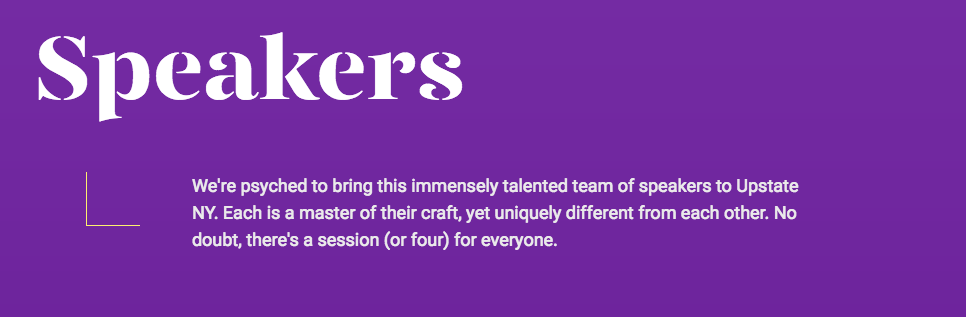 Speakers
We're psyched to bring this immensely talented team of speakers to Upstate
NY. Each is a master of their craft, yet uniquely different from each other. No
doubt, there's a session (or four) for everyone.